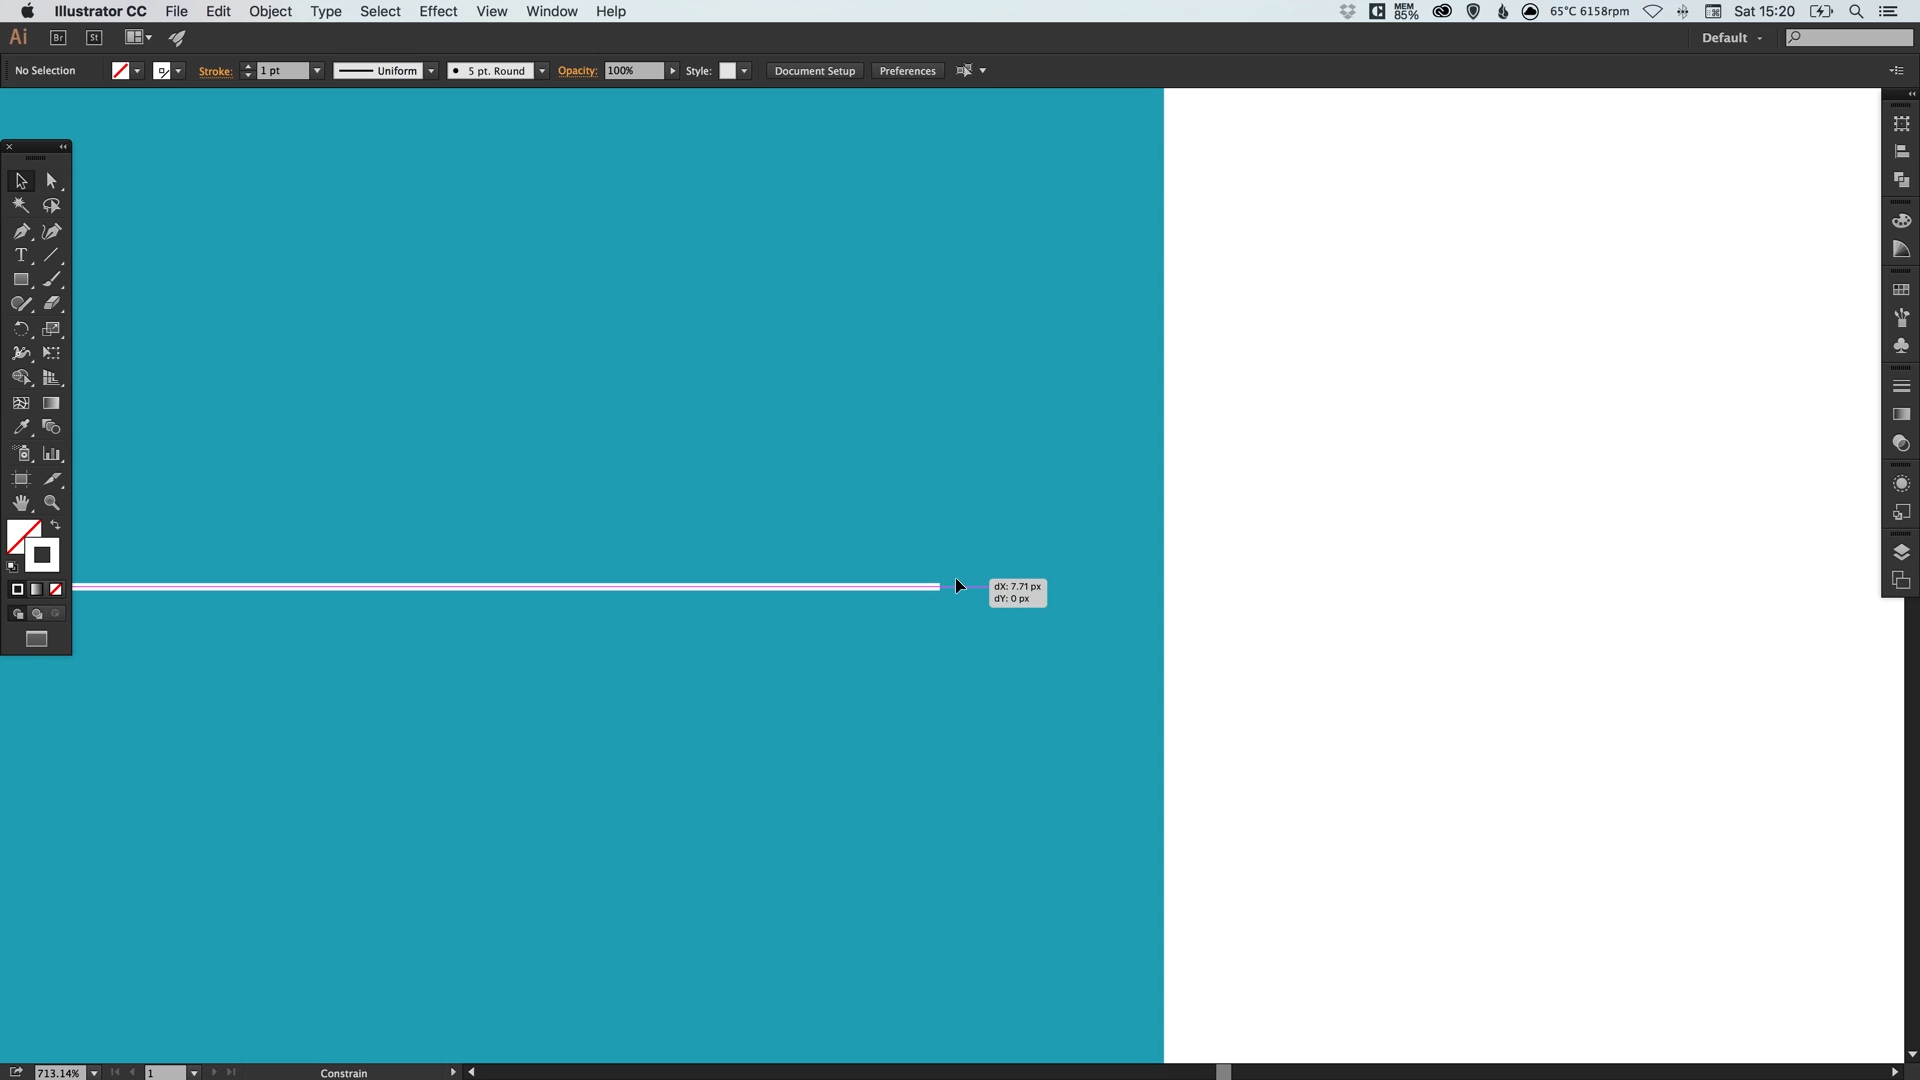 Illustrator CC File Edit Object Type Select Effect View Window Help MEM 85% 65°C 6158rpm Sat 15:20
Ai Br St Default
No Selection Stroke: 1 pt Uniform 5 pt. Round Opacity: 100% Style: Document Setup Preferences
T
dX: 7.71 px
dY: 0 px
713.14% 1 Constrain